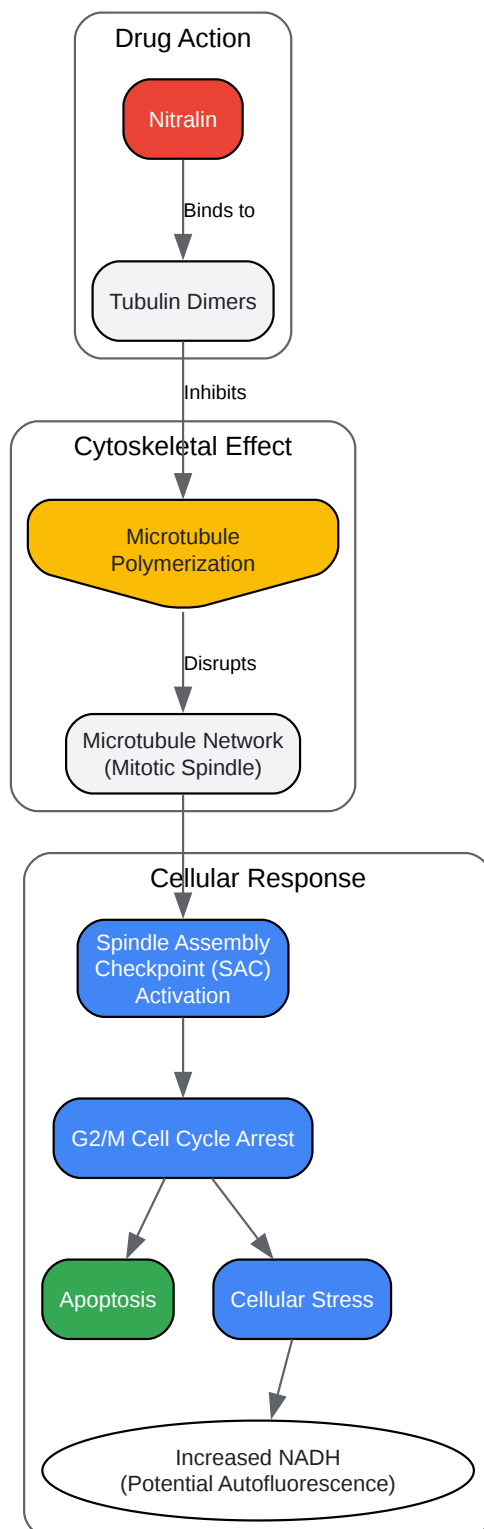 Drug Action
Nitralin
Binds to
Tubulin Dimers
Inhibits
Cytoskeletal Effect
Microtubule
Polymerization
Disrupts
Microtubule Network
(Mitotic Spindle)
Cellular Response
Spindle Assembly
Checkpoint (SAC)
Activation
G2/M Cell Cycle Arrest
Apoptosis
Cellular Stress
Increased NADH
(Potential Autofluorescence)